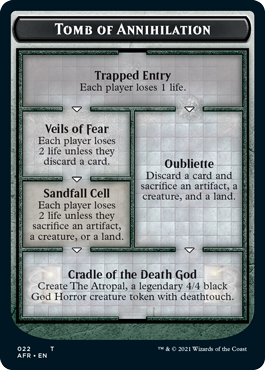 TOMB OF ANNIHILATION
Trapped Entry
Each player loses 1 life.
Veils of Fear
Each player loses
2 life unless they
discard a card.
Oubliette
Discard a card and
sacrifice an artifact, a
creature, and a land.
Sandfall Cell
Each player loses
2 life unless they
sacrifice an artifact,
a creature, or a land.
Cradle of the Death God
Create The Atropal, a legendary 4/4 black
God Horror creature token with deathtouch.
022 T
AFR • EN
™ & © 2021 Wizards of the Coast